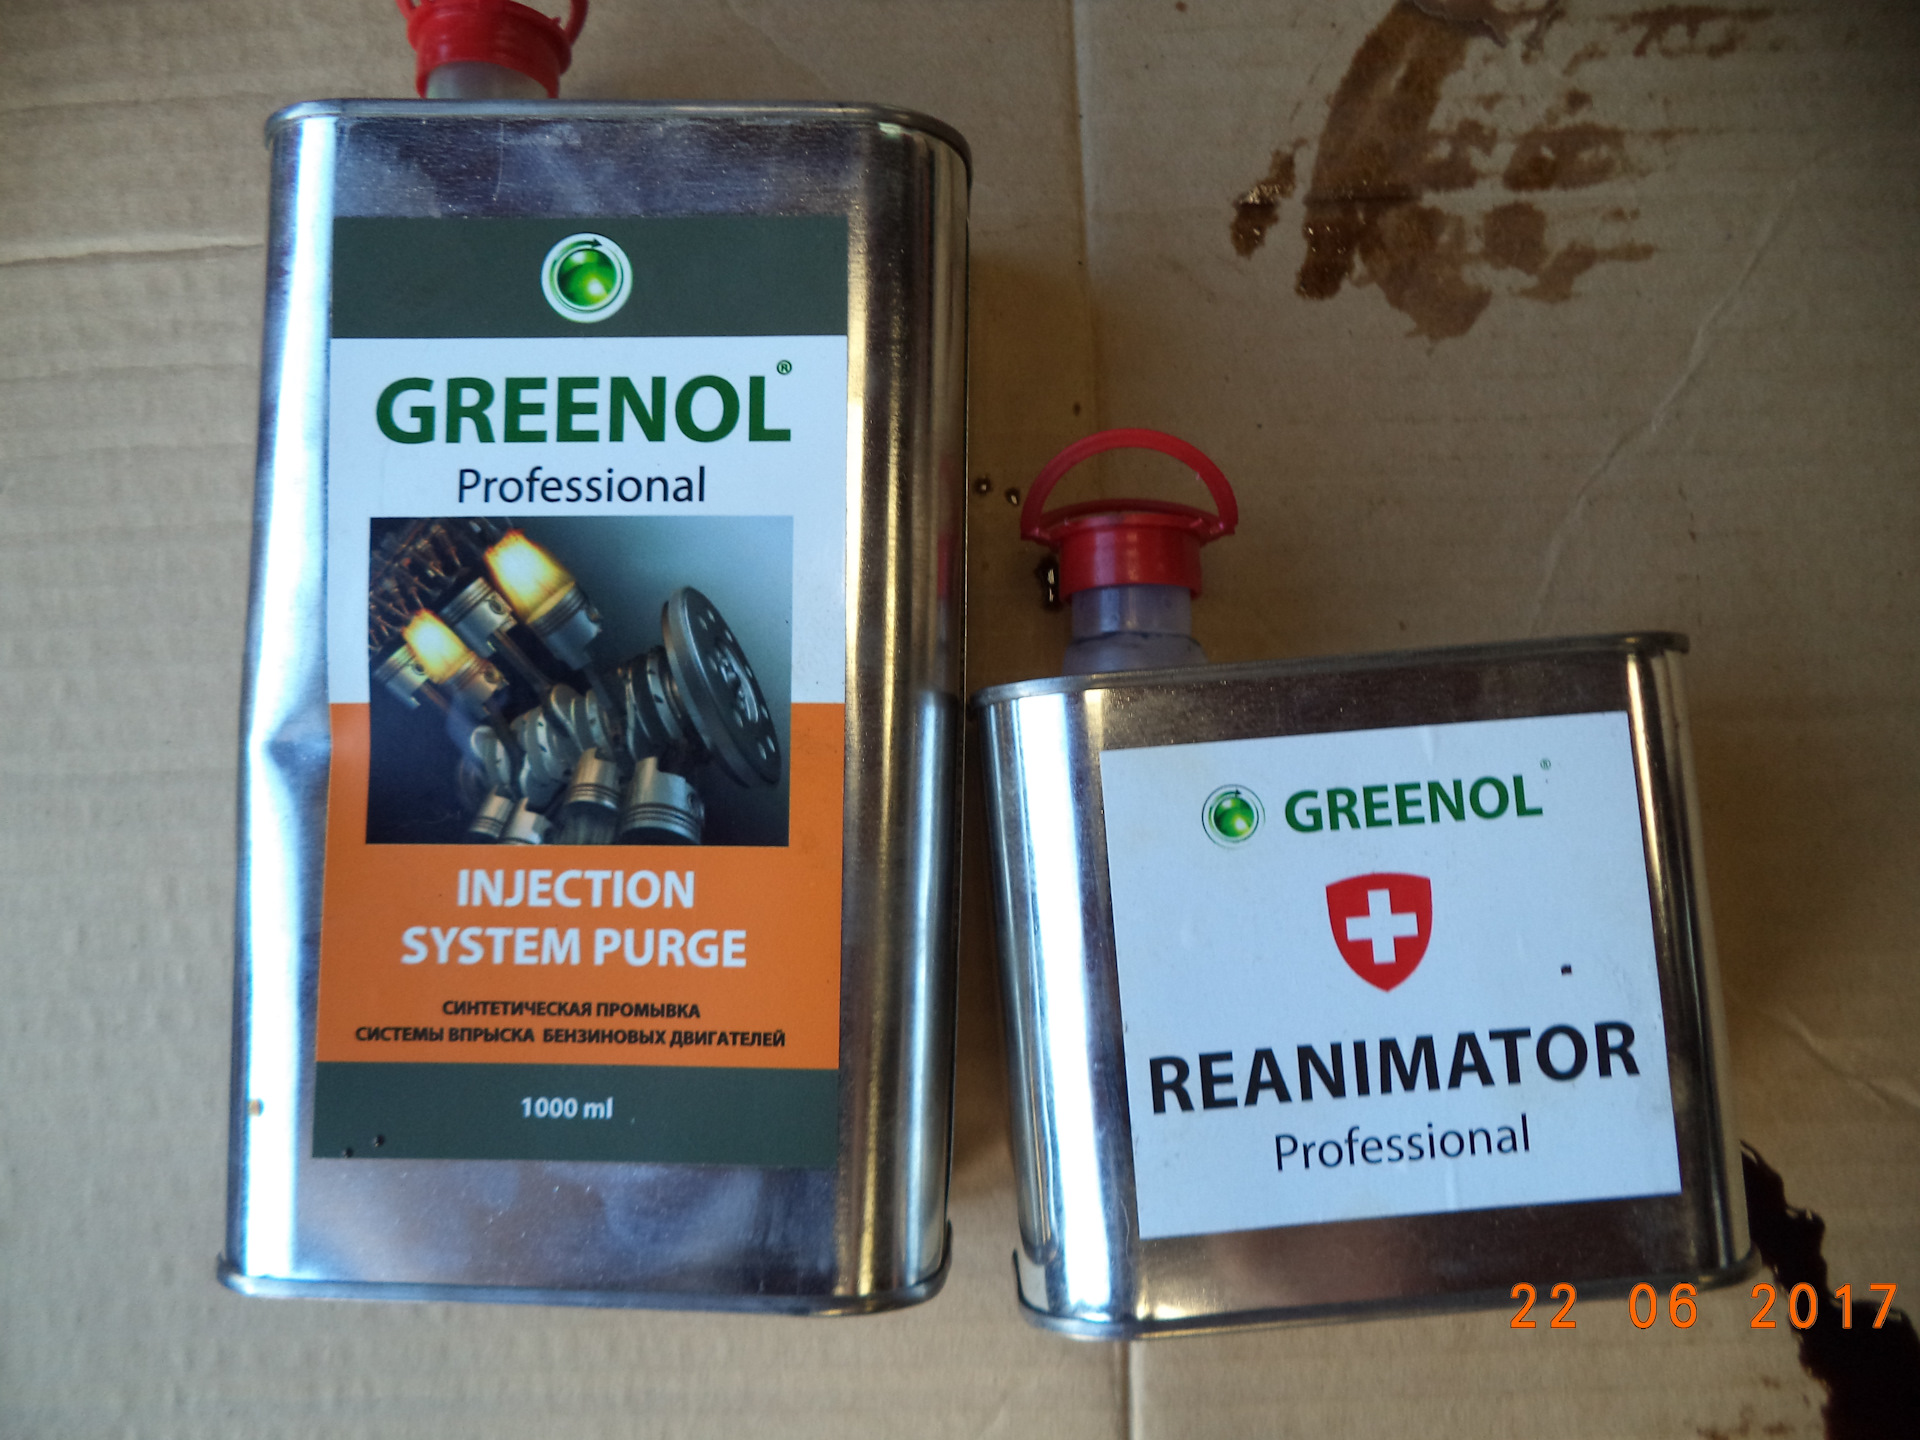 GREENOL®
Professional
INJECTION
SYSTEM PURGE
СИНТЕТИЧЕСКАЯ ПРОМЫВКА
СИСТЕМЫ ВПРЫСКА БЕНЗИНОВЫХ ДВИГАТЕЛЕЙ
1000 ml
GREENOL®
REANIMATOR
Professional
22 06 2017